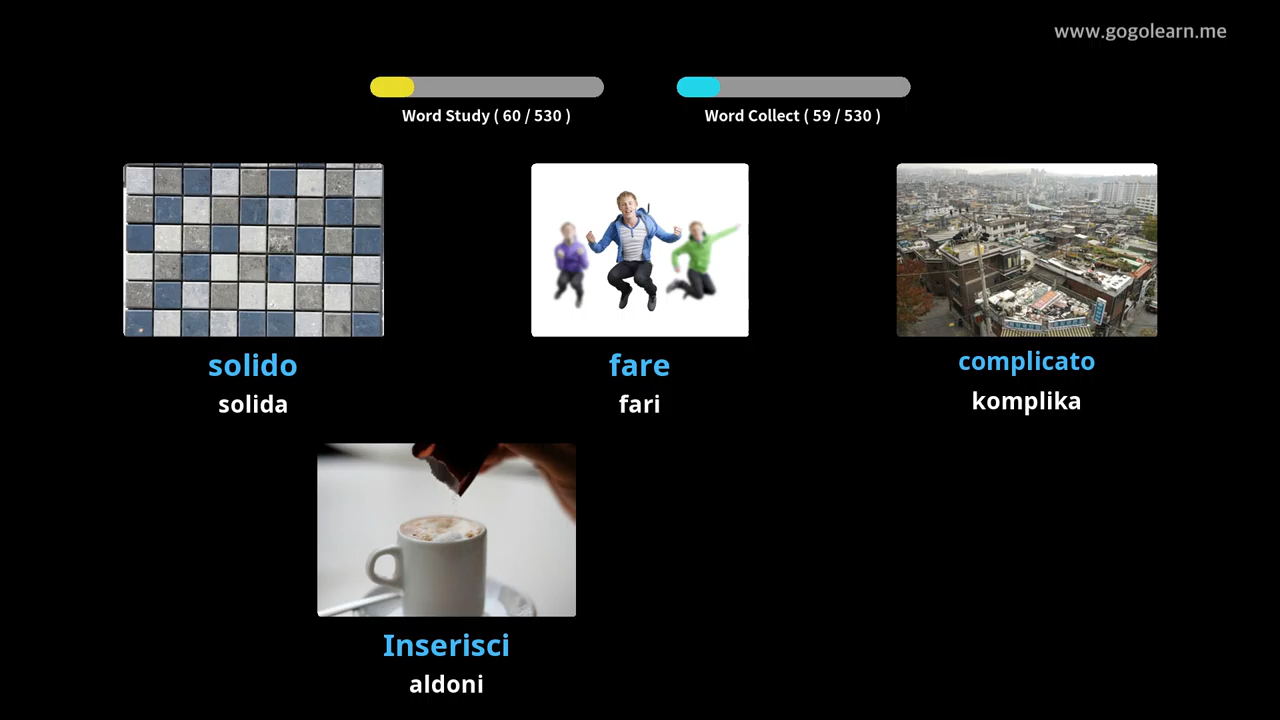 www.gogolearn.me
Word Study ( 60 / 530 )
Word Collect ( 59 / 530 )
solido
solida
fare
fari
complicato
komplika
Inserisci
aldoni